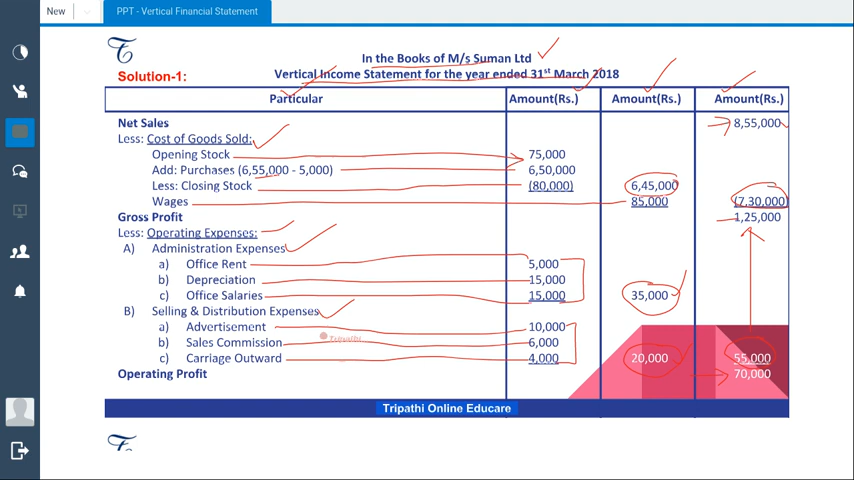 New
PPT - Vertical Financial Statement
In the Books of M/s Suman Ltd
Solution-1:
Vertical Income Statement for the year ended 31st March 2018
Particular Amount(Rs.) Amount(Rs.) Amount(Rs.)
Net Sales 8,55,000
Less: Cost of Goods Sold:
Opening Stock 75,000
Add: Purchases (6,55,000 - 5,000) 6,50,000
Less: Closing Stock (80,000) 6,45,000
Wages 85,000 (7,30,000)
Gross Profit 1,25,000
Less: Operating Expenses:
A) Administration Expenses
a) Office Rent 5,000
b) Depreciation 15,000
c) Office Salaries 15,000 35,000
B) Selling & Distribution Expenses
a) Advertisement 10,000
Tripathi
b) Sales Commission 6,000
c) Carriage Outward 4,000 20,000 55,000
Operating Profit 70,000
Tripathi Online Educare